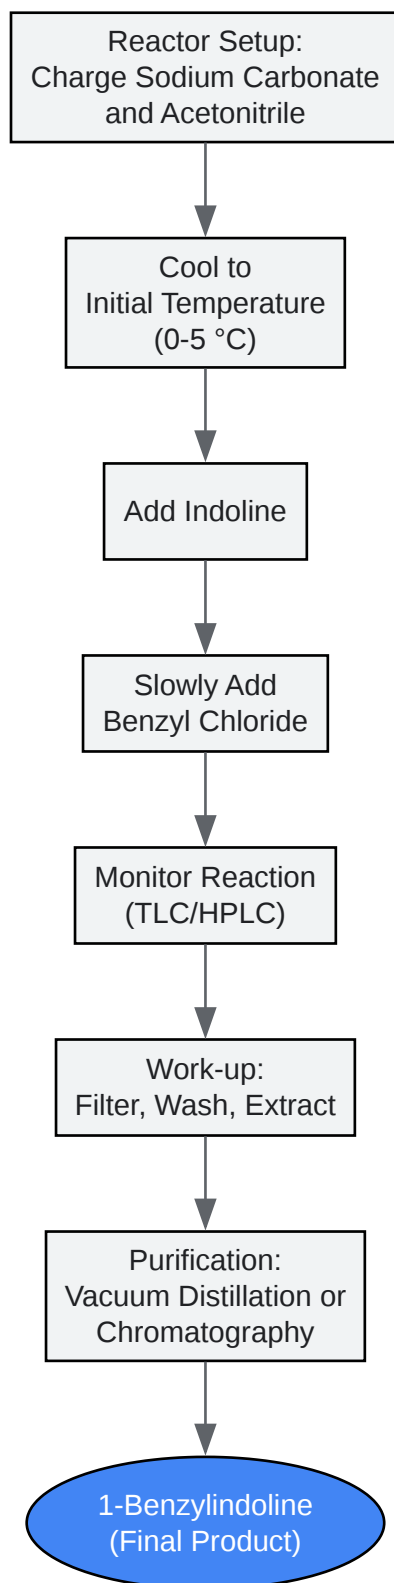 Reactor Setup:
Charge Sodium Carbonate
and Acetonitrile
Cool to
Initial Temperature
(0-5 °C)
Add Indoline
Slowly Add
Benzyl Chloride
Monitor Reaction
(TLC/HPLC)
Work-up:
Filter, Wash, Extract
Purification:
Vacuum Distillation or
Chromatography
1-Benzylindoline
(Final Product)